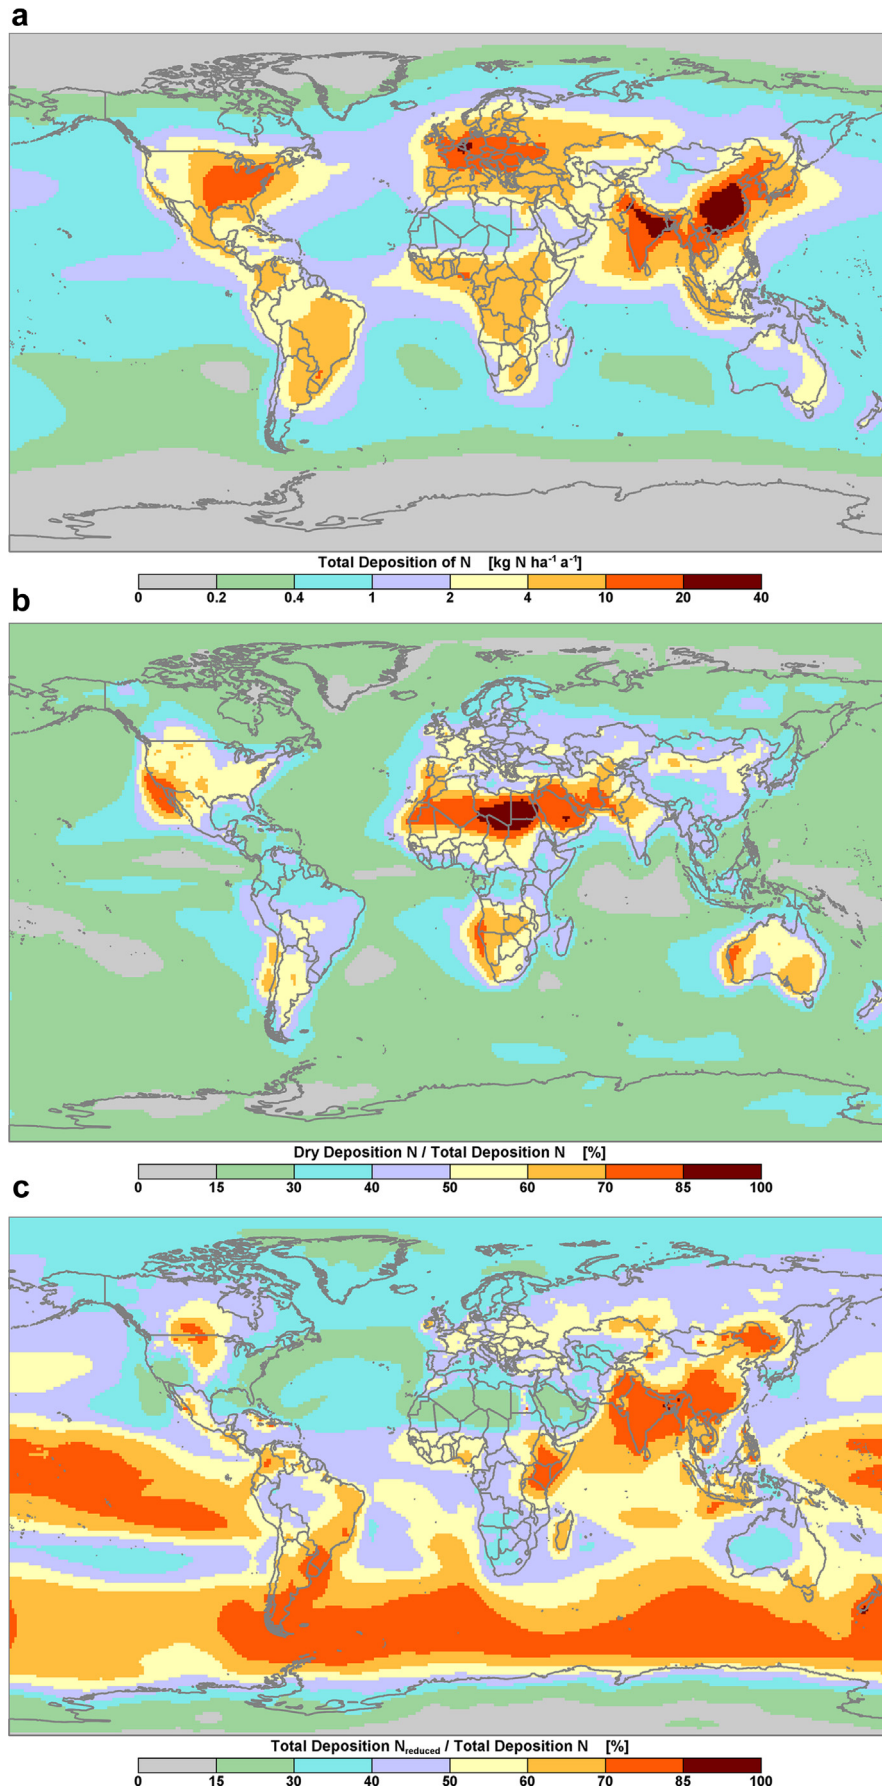 a
Total Deposition of N [kg N ha⁻¹ a⁻¹]
0 0.2 0.4 1 2 4 10 20 40
b
Dry Deposition N / Total Deposition N [%]
0 15 30 40 50 60 70 85 100
c
Total Deposition Nreduced / Total Deposition N [%]
0 15 30 40 50 60 70 85 100